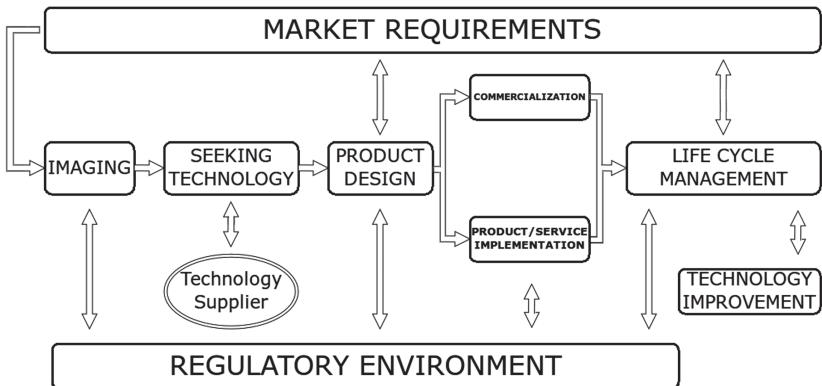 MARKET REQUIREMENTS
COMMERCIALIZATION
IMAGING
SEEKING
TECHNOLOGY
PRODUCT
DESIGN
LIFE CYCLE
MANAGEMENT
PRODUCT/SERVICE
IMPLEMENTATION
Technology
Supplier
TECHNOLOGY
IMPROVEMENT
REGULATORY ENVIRONMENT